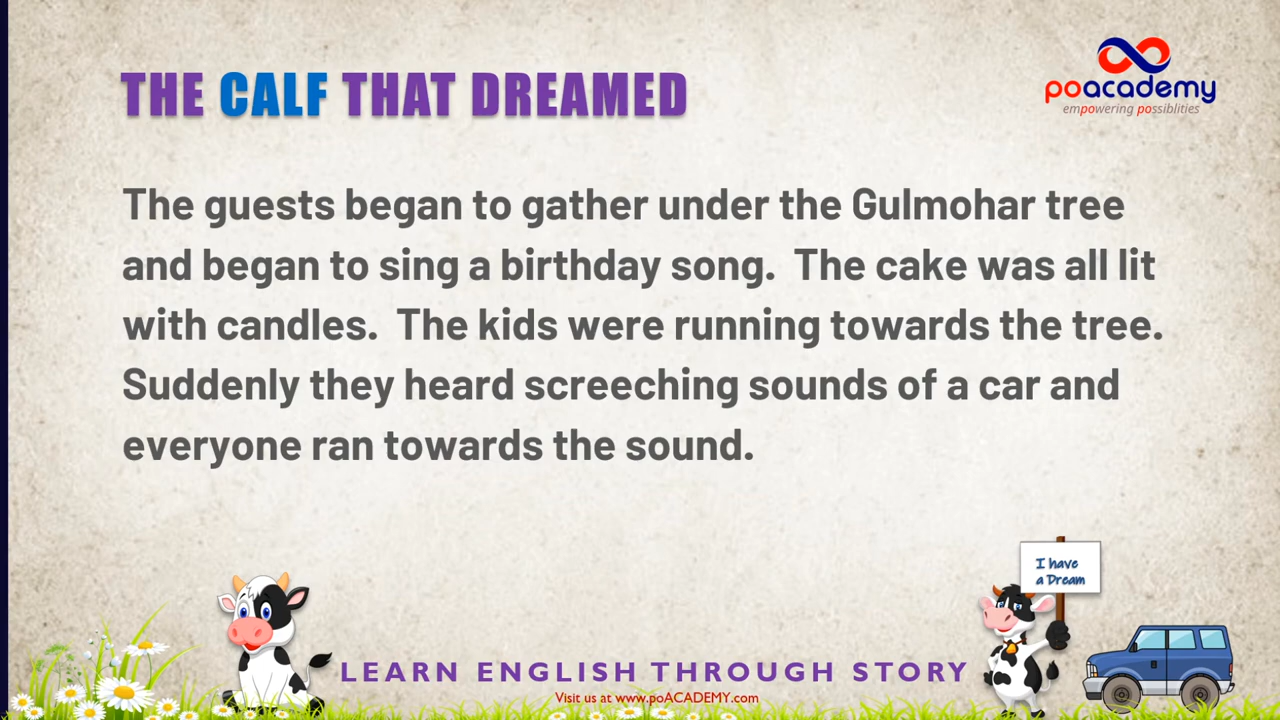 THE CALF THAT DREAMED
poacademy
empowering possiblities
The guests began to gather under the Gulmohar tree
and began to sing a birthday song.  The cake was all lit
with candles.  The kids were running towards the tree.
Suddenly they heard screeching sounds of a car and
everyone ran towards the sound.
I have
a Dream
LEARN ENGLISH THROUGH STORY
Visit us at www.poACADEMY.com